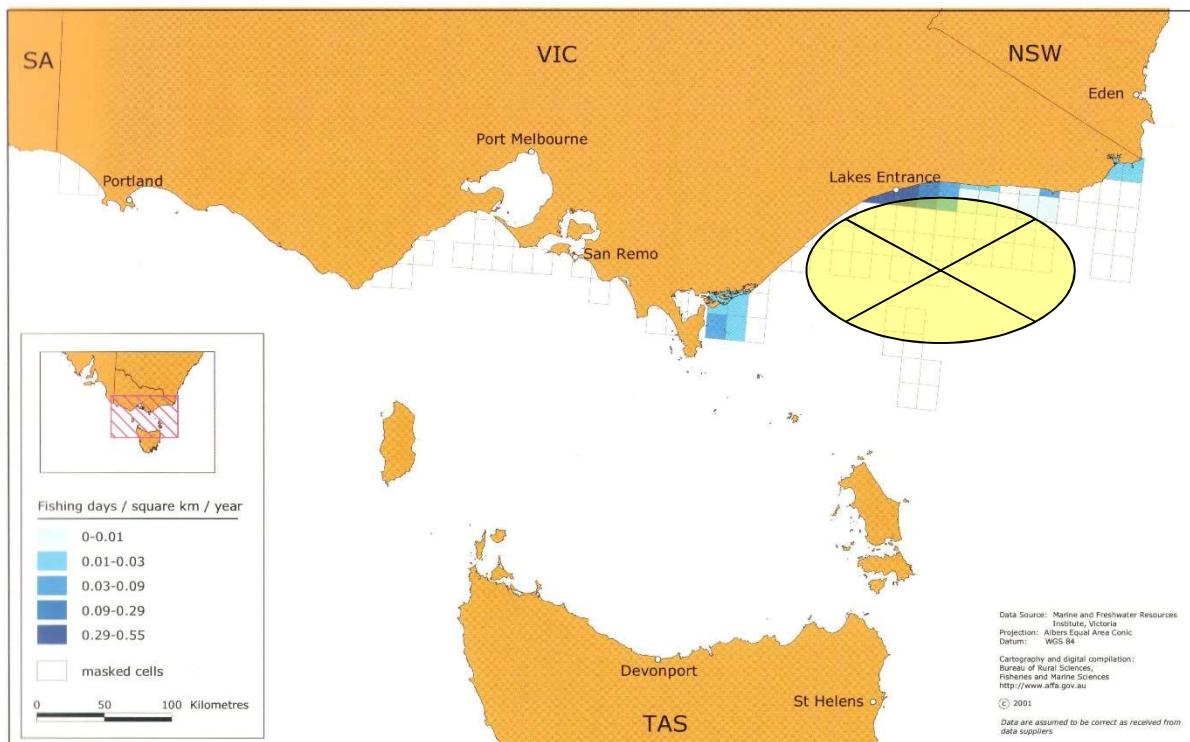 SA
VIC
NSW
Eden
Port Melbourne
Portland
Lakes Entrance
San Remo
Fishing days / square km / year
0-0.01
0.01-0.03
0.03-0.09
0.09-0.29
0.29-0.55
masked cells
0 50 100 Kilometres
Devonport
St Helens
TAS
Data Source: Marine and Freshwater Resources
Institute, Victoria
Projection: Albers Equal Area Conic
Datum: WGS 84
Cartography and digital compilation:
Bureau of Rural Sciences,
Fisheries and Marine Sciences
http://www.affa.gov.au
© 2001
Data are assumed to be correct as received from
data suppliers